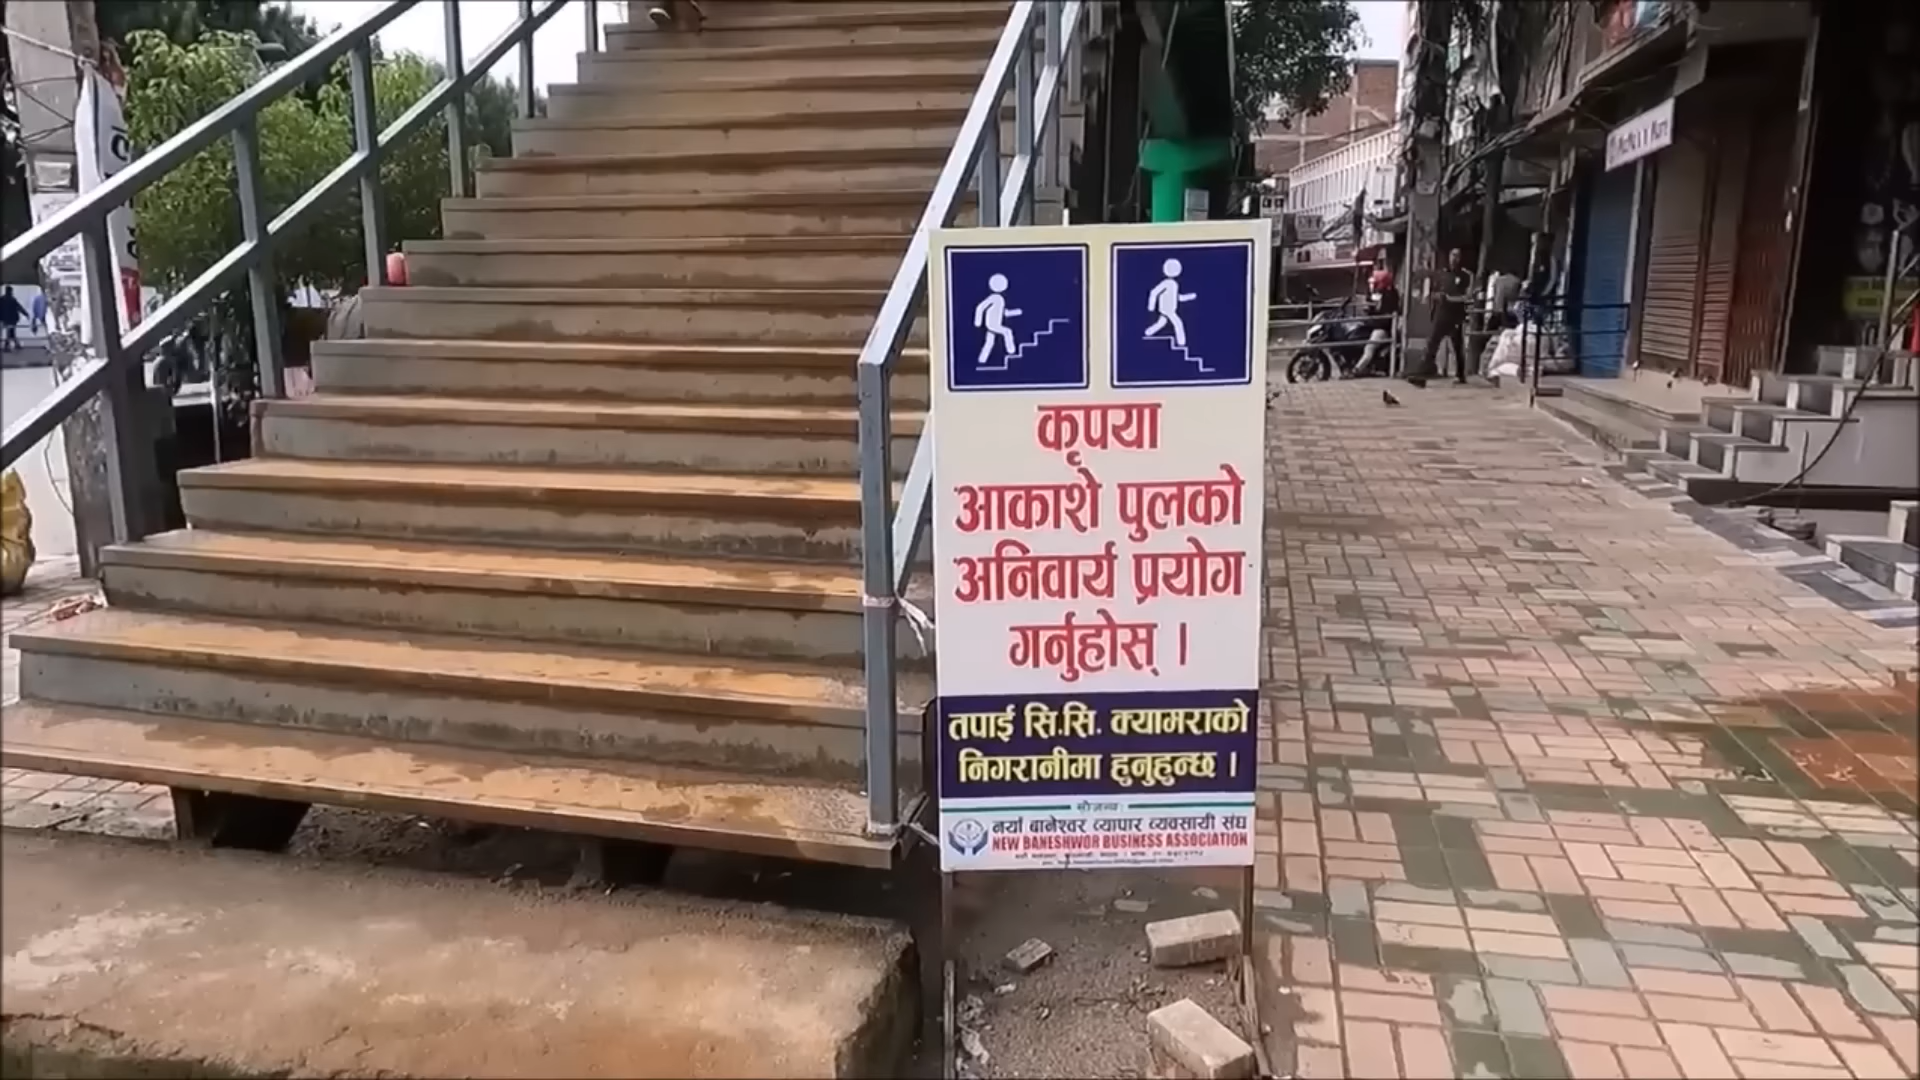 कृपया
आकाशे पुलको
अनिवार्य प्रयोग
गर्नुहोस् ।
तपाई सि.सि. क्यामराको
निगरानीमा हुनुहुन्छ ।
सौजन्य:
नयाँ बानेश्वर व्यापार व्यवसायी संघ
NEW BANESHWOR BUSINESS ASSOCIATION